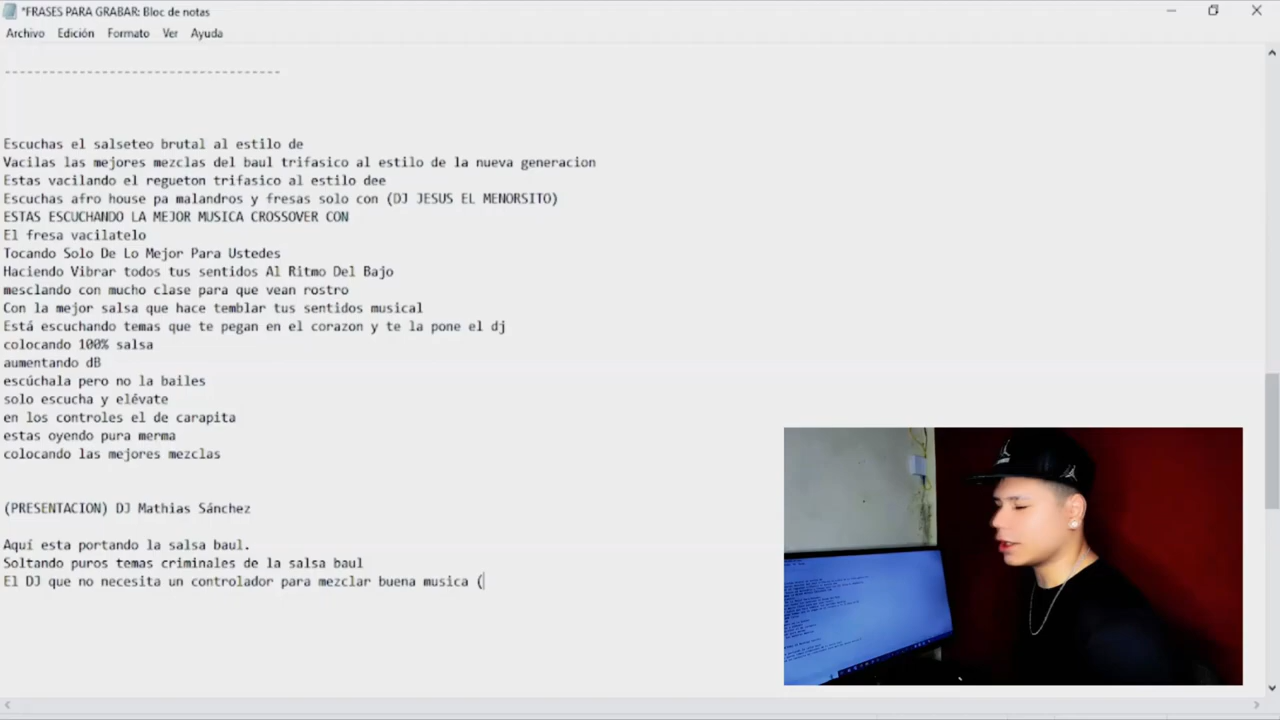 *FRASES PARA GRABAR: Bloc de notas
Archivo Edición Formato Ver Ayuda
-------------------------------------
Escuchas el salseteo brutal al estilo de
Vacilas las mejores mezclas del baul trifasico al estilo de la nueva generacion
Estas vacilando el regueton trifasico al estilo dee
Escuchas afro house pa malandros y fresas solo con (DJ JESUS EL MENORSITO)
ESTAS ESCUCHANDO LA MEJOR MUSICA CROSSOVER CON
El fresa vacilatelo
Tocando Solo De Lo Mejor Para Ustedes
Haciendo Vibrar todos tus sentidos Al Ritmo Del Bajo
mesclando con mucho clase para que vean rostro
Con la mejor salsa que hace temblar tus sentidos musical
Está escuchando temas que te pegan en el corazon y te la pone el dj
colocando 100% salsa
aumentando dB
escúchala pero no la bailes
solo escucha y elévate
en los controles el de carapita
estas oyendo pura merma
colocando las mejores mezclas
(PRESENTACION) DJ Mathias Sánchez
Aquí esta portando la salsa baul.
Soltando puros temas criminales de la salsa baul
El DJ que no necesita un controlador para mezclar buena musica (